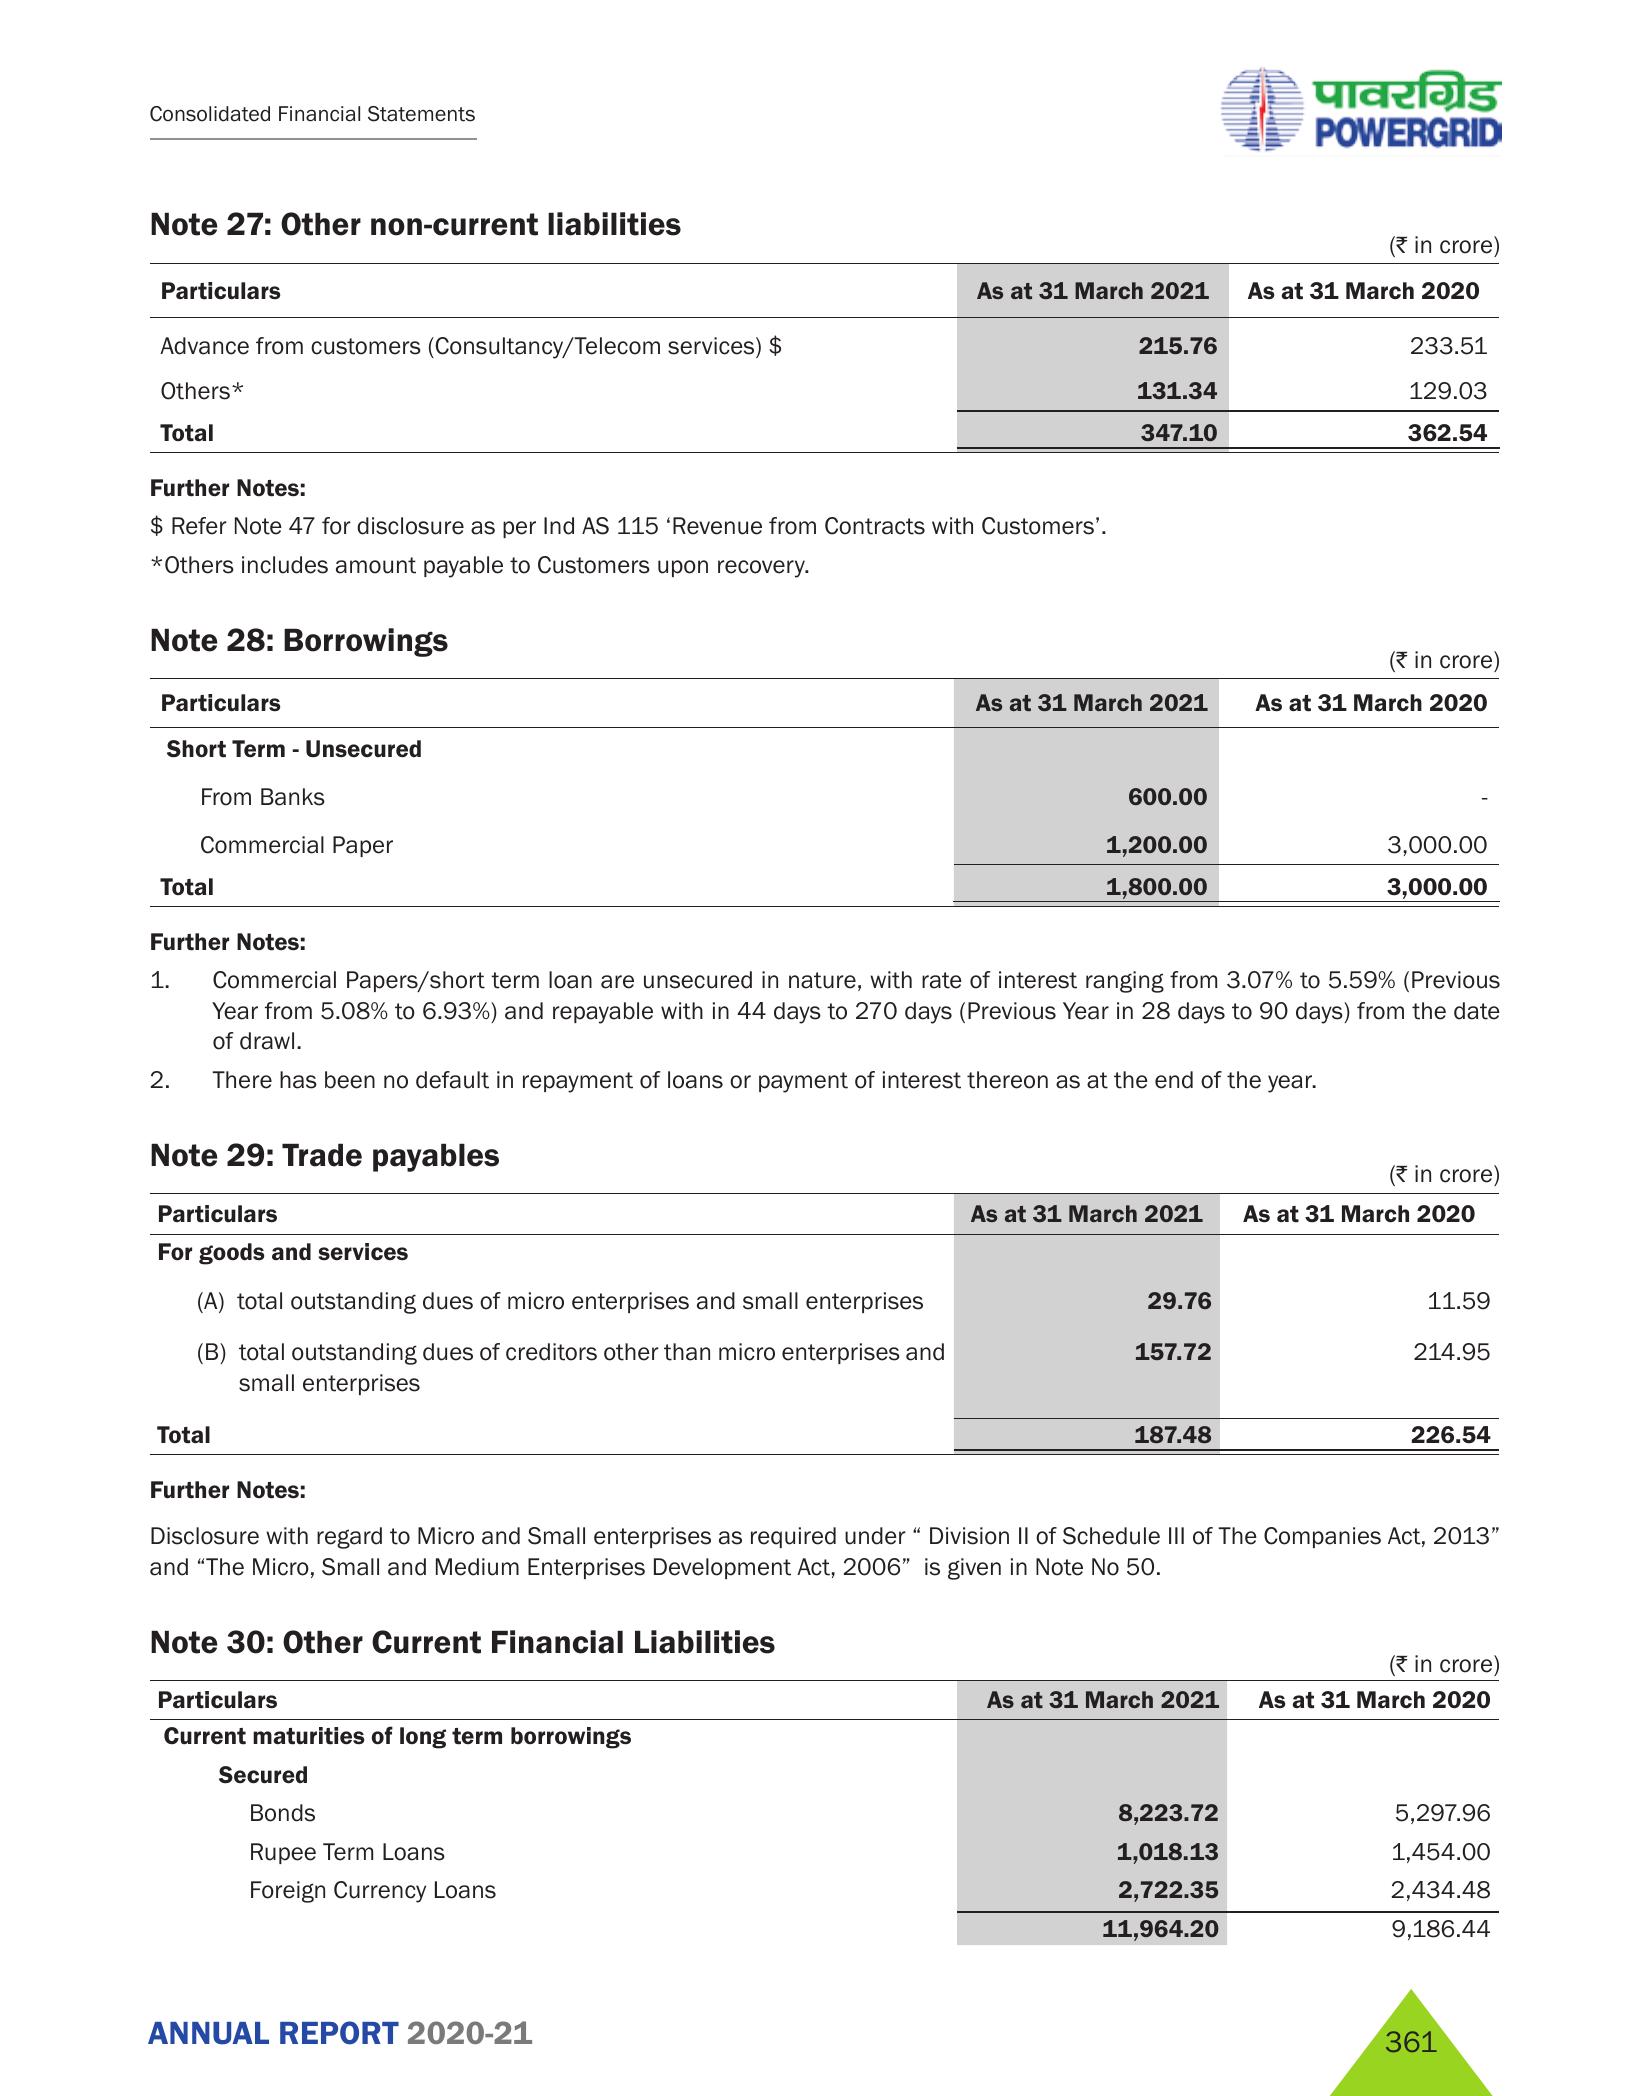 Consolidated Financial Statements
पावरग्रिड
POWERGRID
Note 27: Other non-current liabilities
(₹ in crore)
Particulars As at 31 March 2021 As at 31 March 2020
Advance from customers (Consultancy/Telecom services) $ 215.76 233.51
Others* 131.34 129.03
Total 347.10 362.54
Further Notes:
$ Refer Note 47 for disclosure as per Ind AS 115 ‘Revenue from Contracts with Customers’.
*Others includes amount payable to Customers upon recovery.
Note 28: Borrowings
(₹ in crore)
Particulars As at 31 March 2021 As at 31 March 2020
Short Term - Unsecured
From Banks 600.00 -
Commercial Paper 1,200.00 3,000.00
Total 1,800.00 3,000.00
Further Notes:
1. Commercial Papers/short term loan are unsecured in nature, with rate of interest ranging from 3.07% to 5.59% (Previous
Year from 5.08% to 6.93%) and repayable with in 44 days to 270 days (Previous Year in 28 days to 90 days) from the date
of drawl.
2. There has been no default in repayment of loans or payment of interest thereon as at the end of the year.
Note 29: Trade payables
(₹ in crore)
Particulars As at 31 March 2021 As at 31 March 2020
For goods and services
(A) total outstanding dues of micro enterprises and small enterprises 29.76 11.59
(B) total outstanding dues of creditors other than micro enterprises and 157.72 214.95
small enterprises
Total 187.48 226.54
Further Notes:
Disclosure with regard to Micro and Small enterprises as required under “ Division II of Schedule III of The Companies Act, 2013”
and “The Micro, Small and Medium Enterprises Development Act, 2006” is given in Note No 50.
Note 30: Other Current Financial Liabilities
(₹ in crore)
Particulars As at 31 March 2021 As at 31 March 2020
Current maturities of long term borrowings
Secured
Bonds 8,223.72 5,297.96
Rupee Term Loans 1,018.13 1,454.00
Foreign Currency Loans 2,722.35 2,434.48
11,964.20 9,186.44
ANNUAL REPORT 2020-21
361